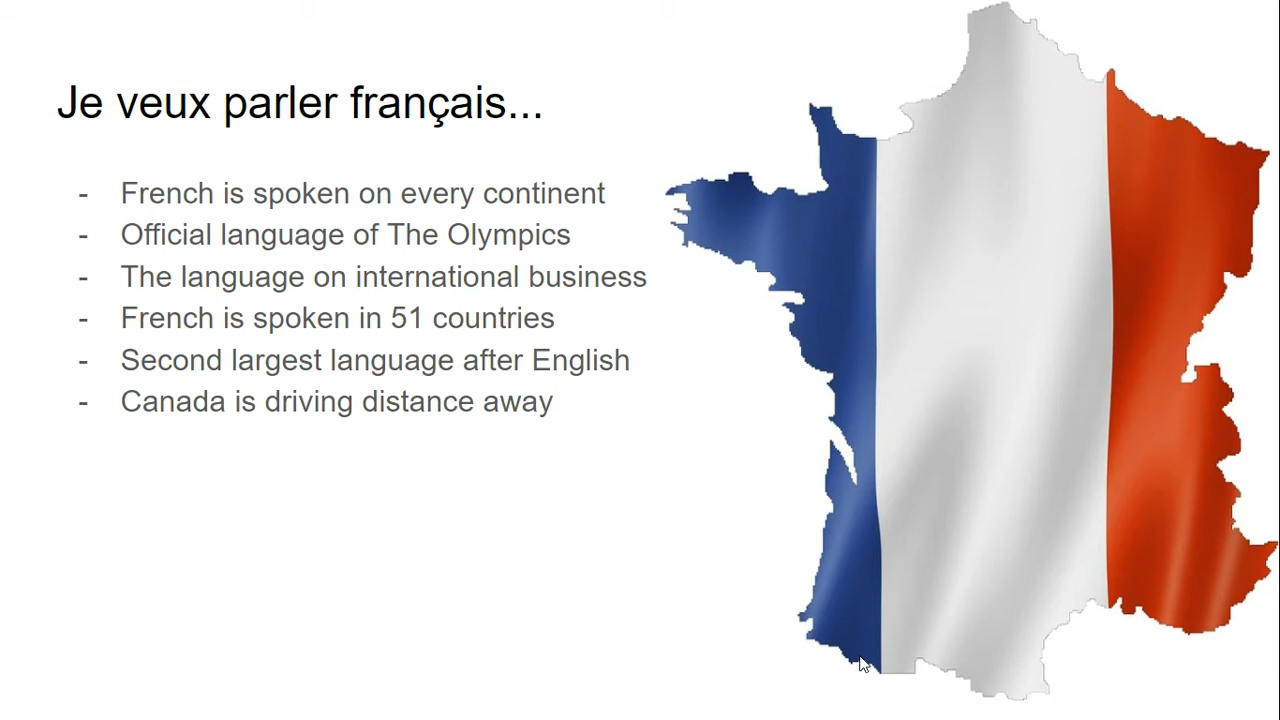 Je veux parler français...
- French is spoken on every continent
- Official language of The Olympics
- The language on international business
- French is spoken in 51 countries
- Second largest language after English
- Canada is driving distance away